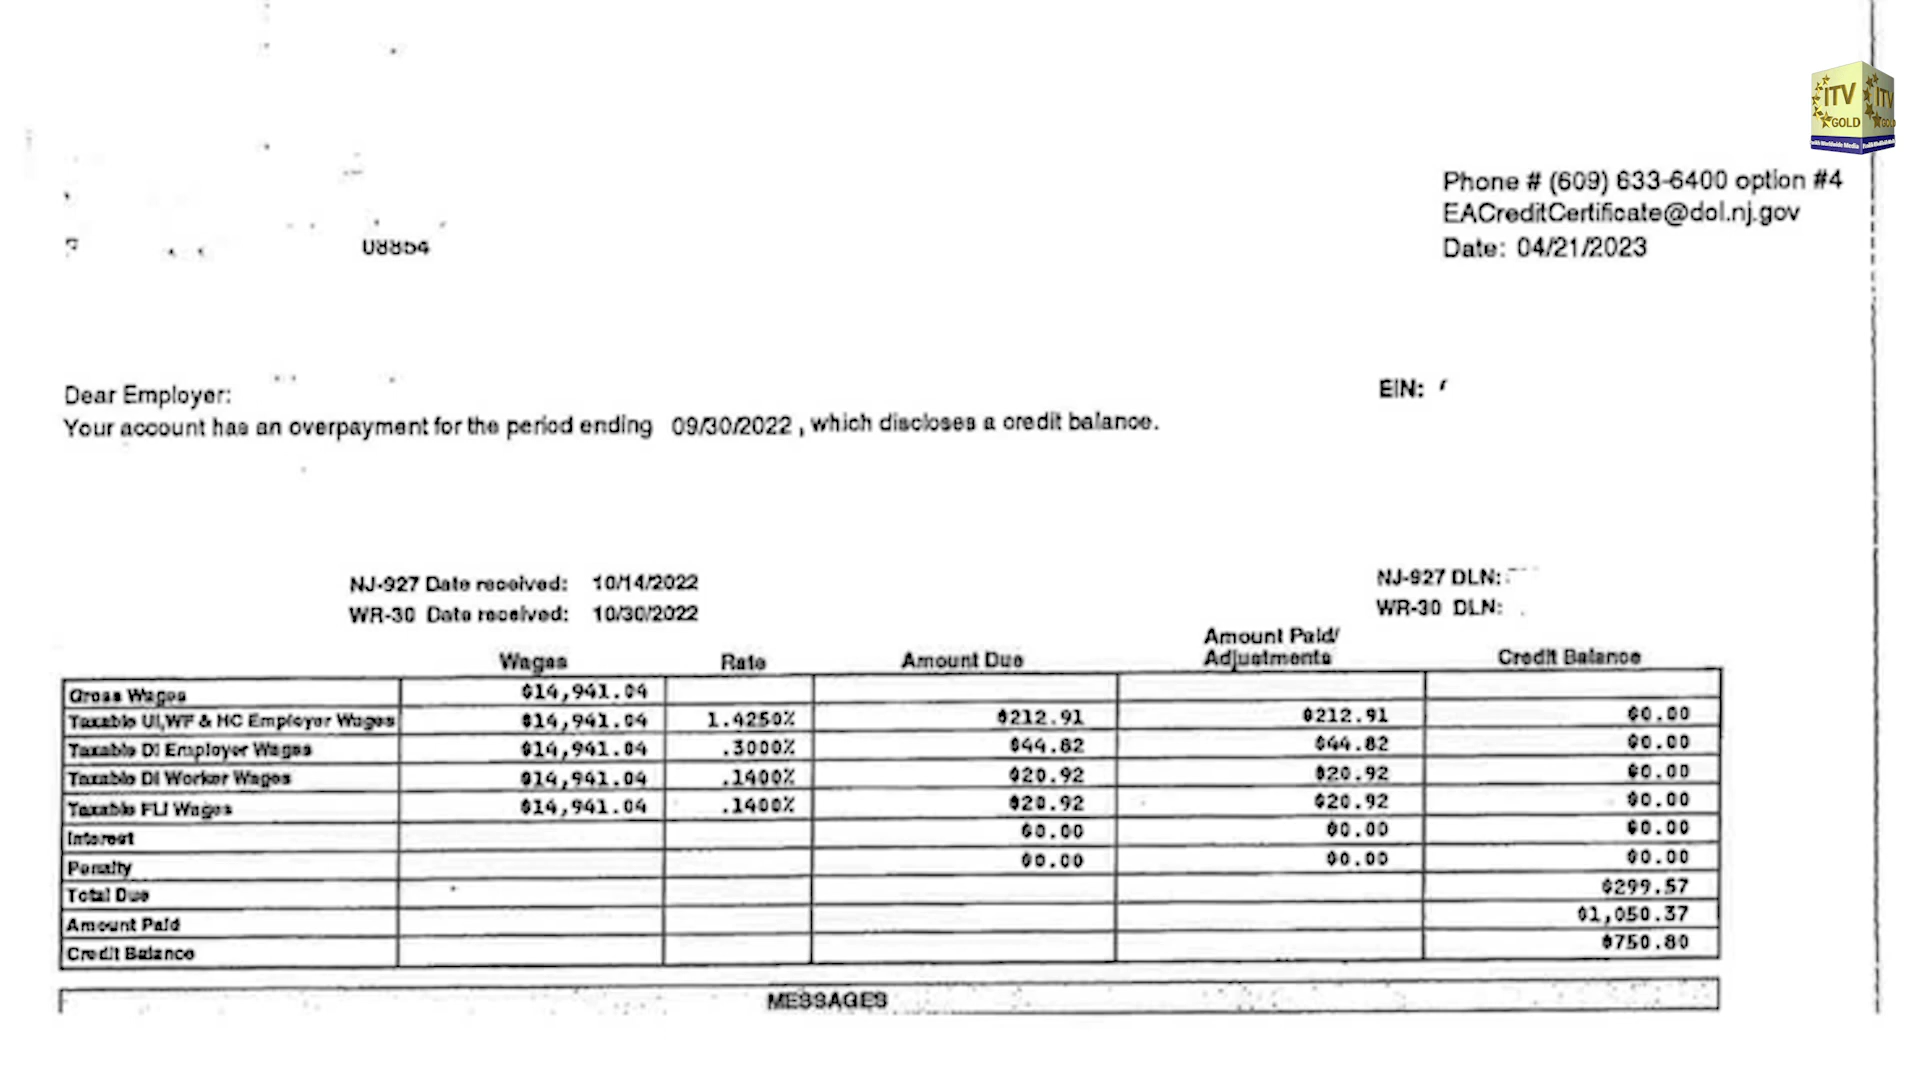 ITV
GOLD
Phone # (609) 633-6400 option #4
EACreditCertificate@dol.nj.gov
08854
Date: 04/21/2023
Dear Employer:
EIN:
Your account has an overpayment for the period ending 09/30/2022, which discloses a credit balance.
NJ-927 Date received: 10/14/2022
NJ-927 DLN:
WR-30 Date received: 10/30/2022
WR-30 DLN:
Wages Rate Amount Due Amount Paid/ Adjustments Credit Balance
Gross Wages $14,941.04
Taxable UI,WF & HC Employer Wages $14,941.04 1.4250% $212.91 $212.91 $0.00
Taxable DI Employer Wages $14,941.04 .3000% $44.82 $44.82 $0.00
Taxable DI Worker Wages $14,941.04 .1400% $20.92 $20.92 $0.00
Taxable FLI Wages $14,941.04 .1400% $20.92 $20.92 $0.00
Interest $0.00 $0.00 $0.00
Penalty $0.00 $0.00 $0.00
Total Due $299.57
Amount Paid $1,050.37
Credit Balance $750.80
MESSAGES